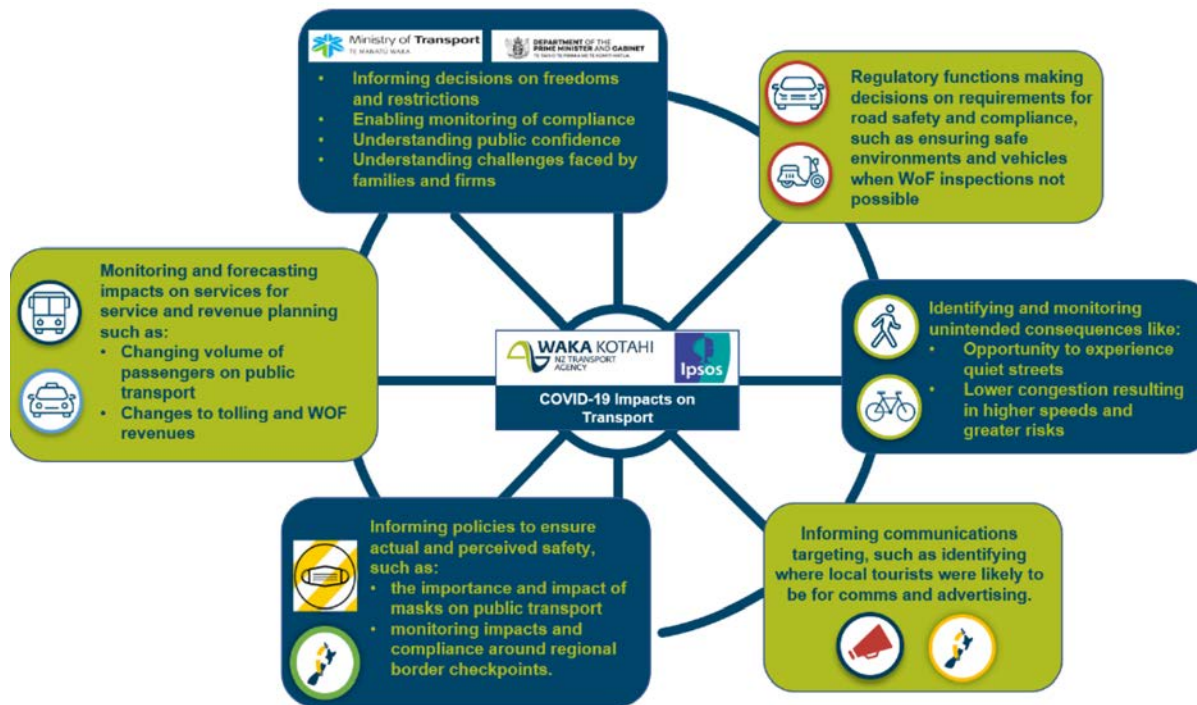 Ministry of Transport
TE MANATŪ WAKA
DEPARTMENT OF THE
PRIME MINISTER AND CABINET
• Informing decisions on freedoms
and restrictions
• Enabling monitoring of compliance
• Understanding public confidence
• Understanding challenges faced by
families and firms
Regulatory functions making
decisions on requirements for
road safety and compliance,
such as ensuring safe
environments and vehicles
when WoF inspections not
possible
Monitoring and forecasting
impacts on services for
service and revenue planning
such as:
• Changing volume of
passengers on public
transport
• Changes to tolling and WOF
revenues
WAKA KOTAHI
NZ TRANSPORT
AGENCY
Ipsos
COVID-19 Impacts on
Transport
Identifying and monitoring
unintended consequences like:
• Opportunity to experience
quiet streets
• Lower congestion resulting
in higher speeds and
greater risks
Informing policies to ensure
actual and perceived safety,
such as:
• the importance and impact of
masks on public transport
• monitoring impacts and
compliance around regional
border checkpoints.
Informing communications
targeting, such as identifying
where local tourists were likely to
be for comms and advertising.